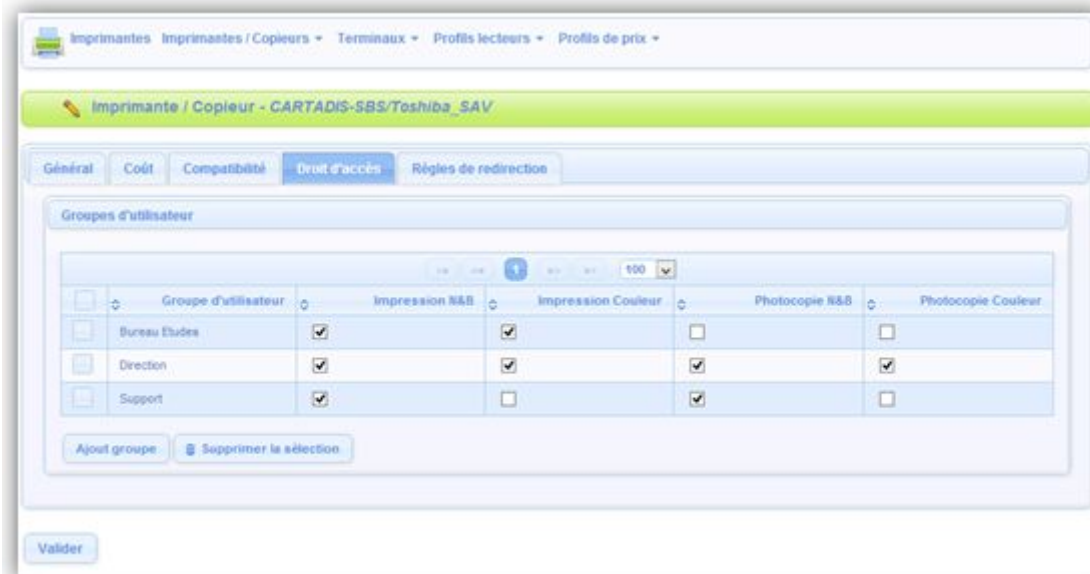 Imprimantes Imprimantes / Copieurs Terminaux Profils lecteurs Profils de prix
Imprimante / Copieur - CARTADIS-SBS/Toshiba_SAV
Général Coût Compatibilité Droit d'accès Règles de redirection
Groupes d'utilisateur
1 100
Groupe d'utilisateur Impression N&B Impression Couleur Photocopie N&B Photocopie Couleur
Bureau Etudes
Direction
Support
Ajout groupe Supprimer la sélection
Valider